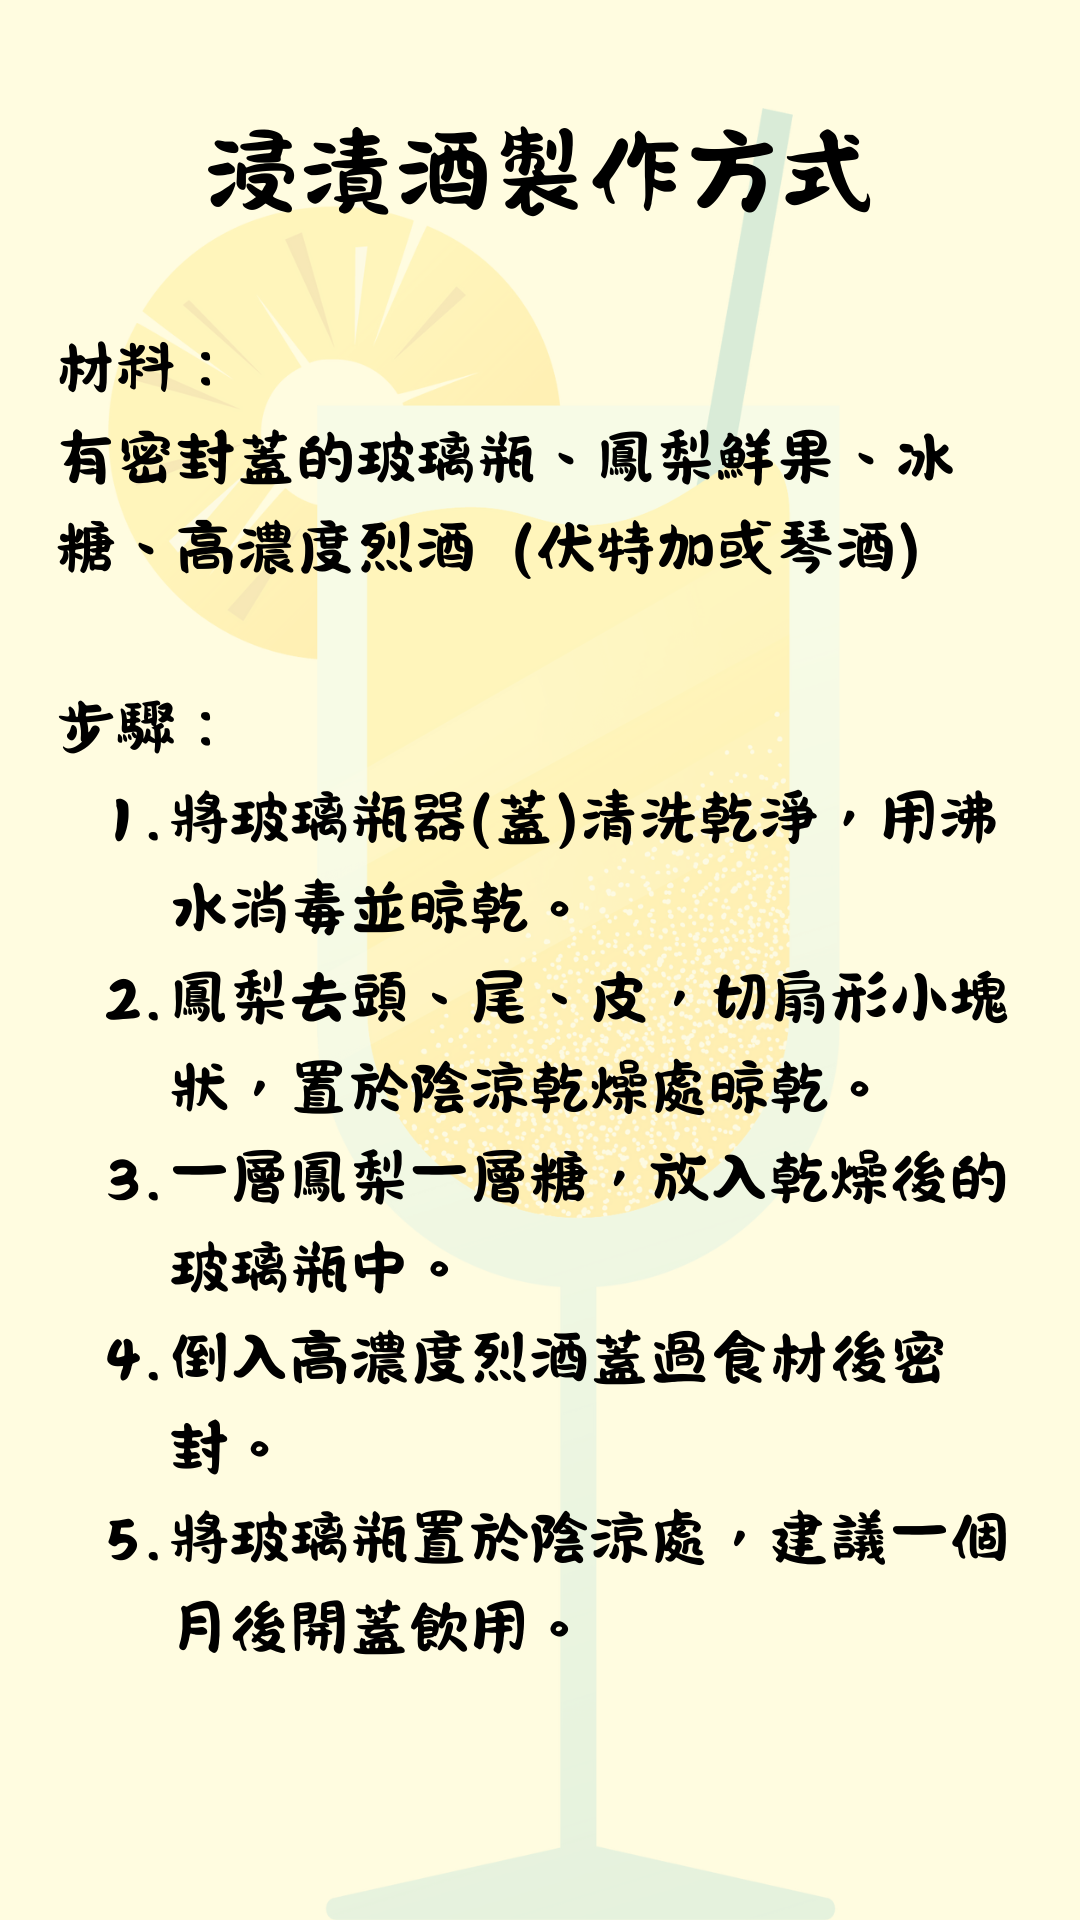 浸漬酒製作方式
材料：
有密封蓋的玻璃瓶、鳳梨鮮果、冰
糖、高濃度烈酒（伏特加或琴酒）
步驟：
1. 將玻璃瓶器(蓋)清洗乾淨，用沸
水消毒並晾乾。
2. 鳳梨去頭、尾、皮，切扇形小塊
狀，置於陰涼乾燥處晾乾。
3. 一層鳳梨一層糖，放入乾燥後的
玻璃瓶中。
4. 倒入高濃度烈酒蓋過食材後密
封。
5. 將玻璃瓶置於陰涼處，建議一個
月後開蓋飲用。